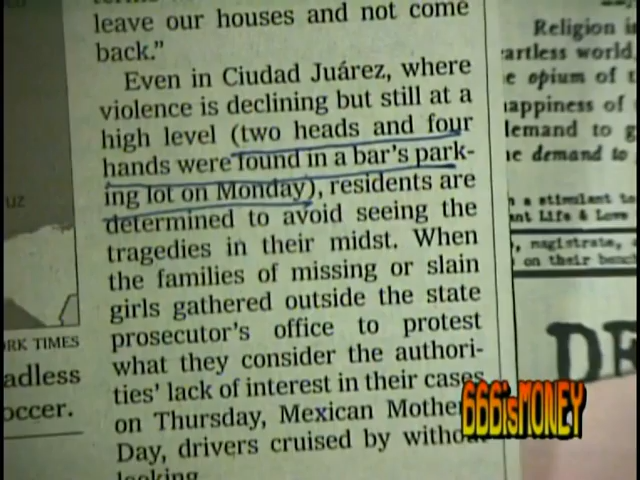 leave our houses and not come
back."
Even in Ciudad Juárez, where
violence is declining but still at a
high level (two heads and four
hands were found in a bar's park-
ing lot on Monday), residents are
determined to avoid seeing the
tragedies in their midst. When
the families of missing or slain
girls gathered outside the state
prosecutor's office to protest
what they consider the authori-
ties' lack of interest in their cases
on Thursday, Mexican Mother
Day, drivers cruised by without
looking
UZ
RK TIMES
adless
occer.
Religion i
artless world
e opium of t
appiness of
demand to g
e demand to
a stimulant to
nt Life & Love
, magistrate,
on their bench
DE
666isMONEY